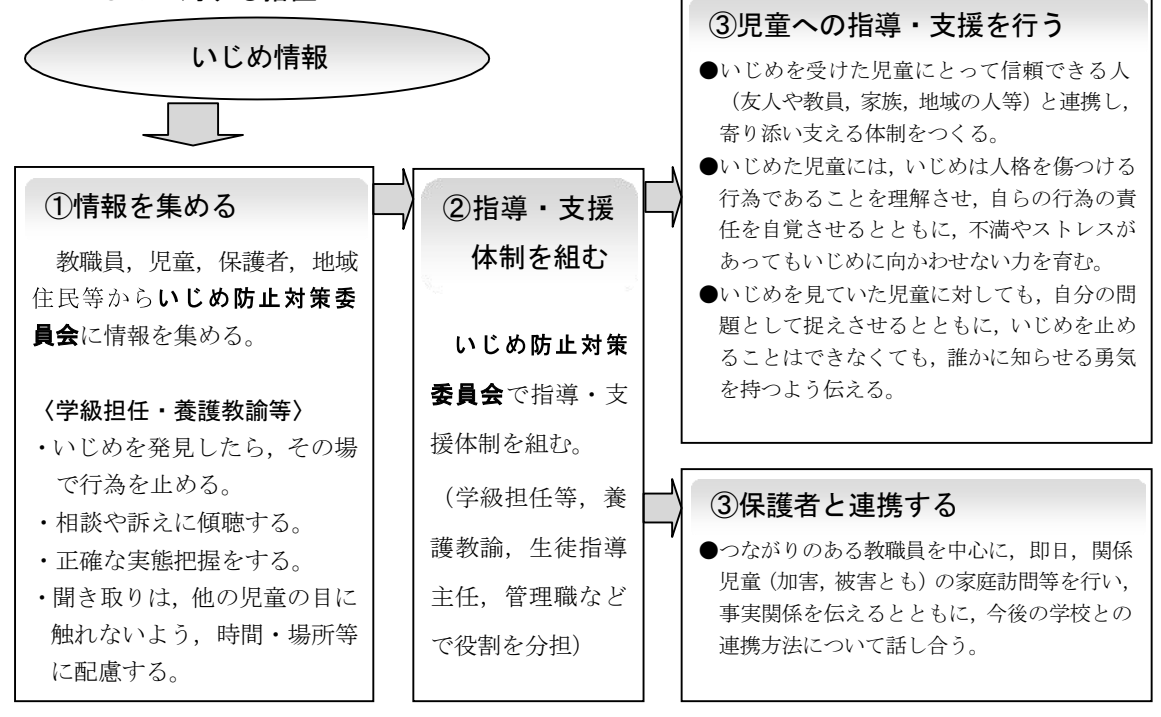 いじめ情報
①情報を集める
教職員，児童，保護者，地域
住民等からいじめ防止対策委
員会に情報を集める。
〈学級担任・養護教諭等〉
・いじめを発見したら，その場
で行為を止める。
・相談や訴えに傾聴する。
・正確な実態把握をする。
・聞き取りは，他の児童の目に
触れないよう，時間・場所等
に配慮する。
②指導・支援
体制を組む
いじめ防止対策
委員会で指導・支
援体制を組む。
（学級担任等，養
護教諭，生徒指導
主任，管理職など
で役割を分担）
③児童への指導・支援を行う
●いじめを受けた児童にとって信頼できる人
（友人や教員，家族，地域の人等）と連携し，
寄り添い支える体制をつくる。
●いじめた児童には，いじめは人格を傷つける
行為であることを理解させ，自らの行為の責
任を自覚させるとともに，不満やストレスが
あってもいじめに向かわせない力を育む。
●いじめを見ていた児童に対しても，自分の問
題として捉えさせるとともに，いじめを止め
ることはできなくても，誰かに知らせる勇気
を持つよう伝える。
③保護者と連携する
●つながりのある教職員を中心に，即日，関係
児童（加害，被害とも）の家庭訪問等を行い，
事実関係を伝えるとともに，今後の学校との
連携方法について話し合う。